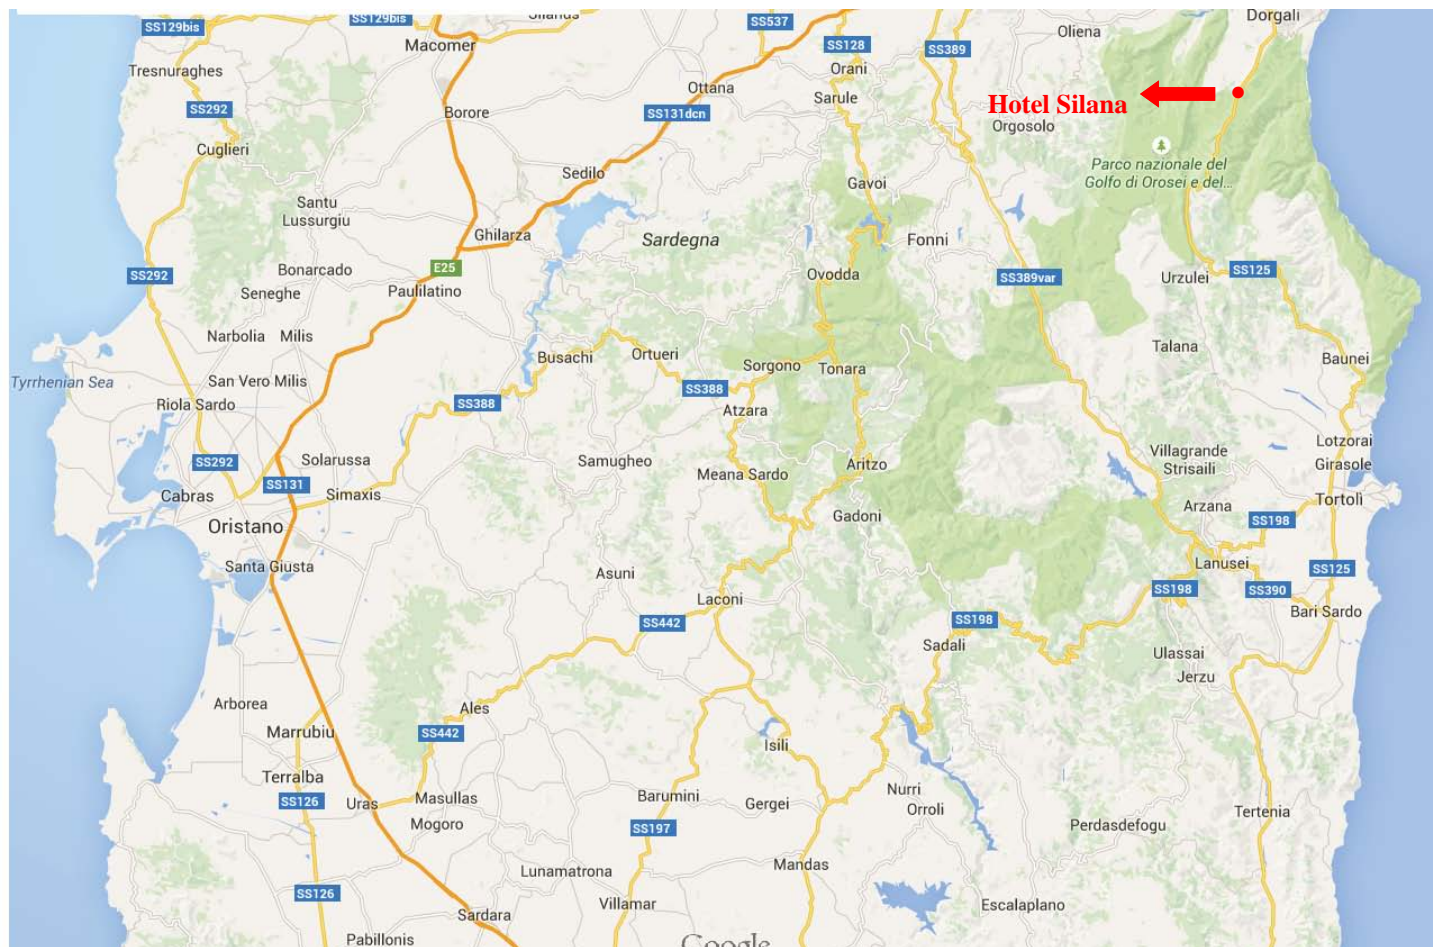 SS129bis
SS129bis
Silanus
SS537
Dorgali
Macomer
SS128
SS389
Oliena
Tresnuraghes
Orani
Ottana
Sarule
Hotel Silana
SS292
Borore
SS131dcn
Orgosolo
Cuglieri
Parco nazionale del
Golfo di Orosei e del...
Sedilo
Gavoi
Santu
Lussurgiu
Ghilarza
Sardegna
Fonni
SS292
Bonarcado
E25
Ovodda
SS389var
Urzulei
SS125
Seneghe
Paulilatino
Narbolia
Milis
Talana
Busachi
Ortueri
Baunei
Tyrrhenian Sea
San Vero Milis
Sorgono
Tonara
SS388
Riola Sardo
SS388
Atzara
Lotzorai
SS292
Solarussa
Samugheo
Aritzo
Villagrande
Strisaili
Girasole
SS131
Meana Sardo
Cabras
Simaxis
Tortolì
Arzana
Oristano
Gadoni
SS198
Santa Giusta
Asuni
Lanusei
SS125
Laconi
SS198
SS390
Bari Sardo
SS442
SS198
Sadali
Ulassai
Jerzu
Arborea
Ales
Marrubiu
SS442
Isili
Terralba
SS126
Uras
Masullas
Barumini
Gergei
Nurri
Orroli
Tertenia
Mogoro
SS197
Perdasdefogu
Lunamatrona
Mandas
SS126
Villamar
Escalaplano
Sardara
Pabillonis
Google